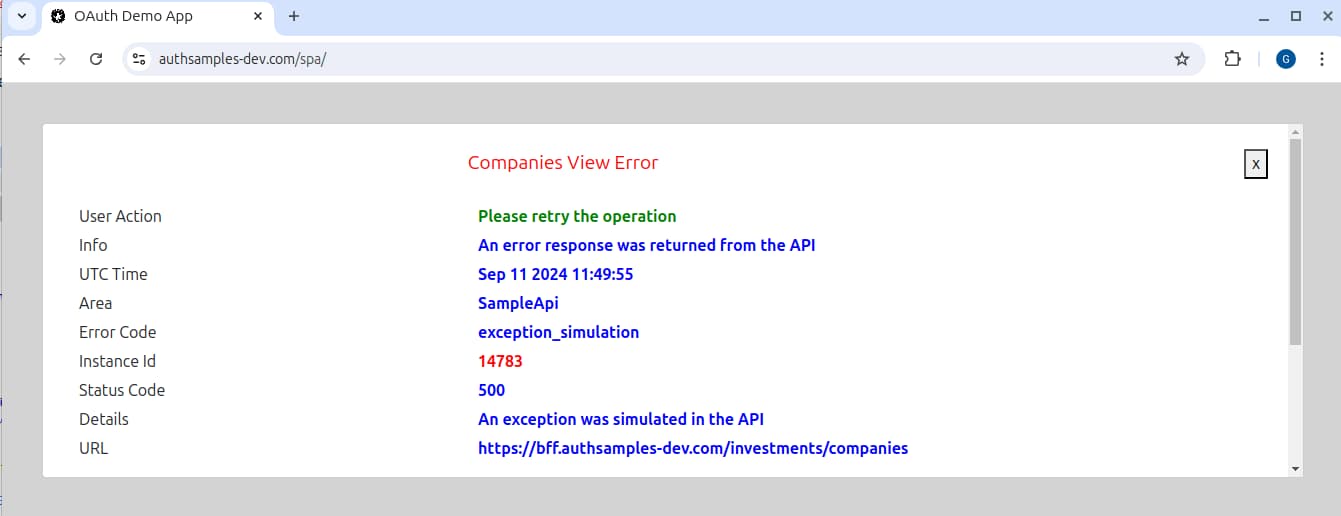 OAuth Demo App
authsamples-dev.com/spa/
G
Companies View Error
x
User Action Please retry the operation
Info An error response was returned from the API
UTC Time Sep 11 2024 11:49:55
Area SampleApi
Error Code exception_simulation
Instance Id 14783
Status Code 500
Details An exception was simulated in the API
URL https://bff.authsamples-dev.com/investments/companies